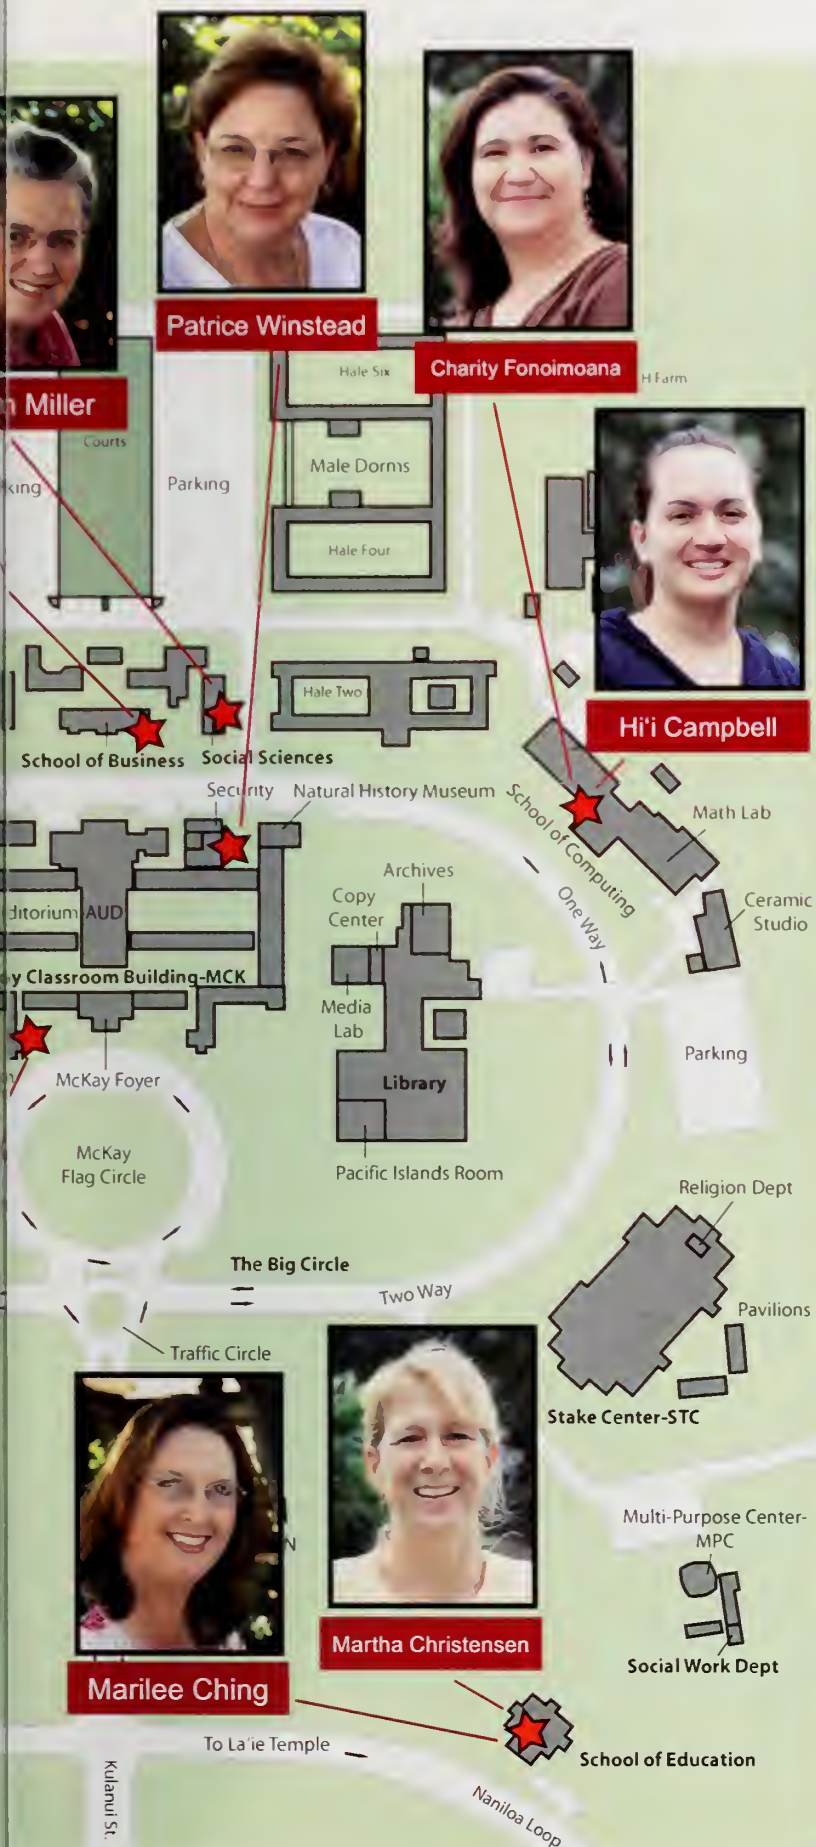 Patrice Winstead
Charity Fonoimoana
Miller
Hale Six
H Farm
Courts
Parking
Male Dorms
Hale Four
Hi'i Campbell
Hale Two
School of Business
Social Sciences
Security
Natural History Museum
School of Computing
Math Lab
Archives
Copy
Center
One Way
Ceramic
Studio
AUD
Classroom Building-MCK
Media
Lab
Parking
McKay Foyer
Library
McKay
Flag Circle
Pacific Islands Room
Religion Dept
The Big Circle
Two Way
Pavilions
Traffic Circle
Stake Center-STC
N
Multi-Purpose Center-
MPC
Martha Christensen
Social Work Dept
Marilee Ching
To La'ie Temple
School of Education
Kulanui St.
Naniloa Loop